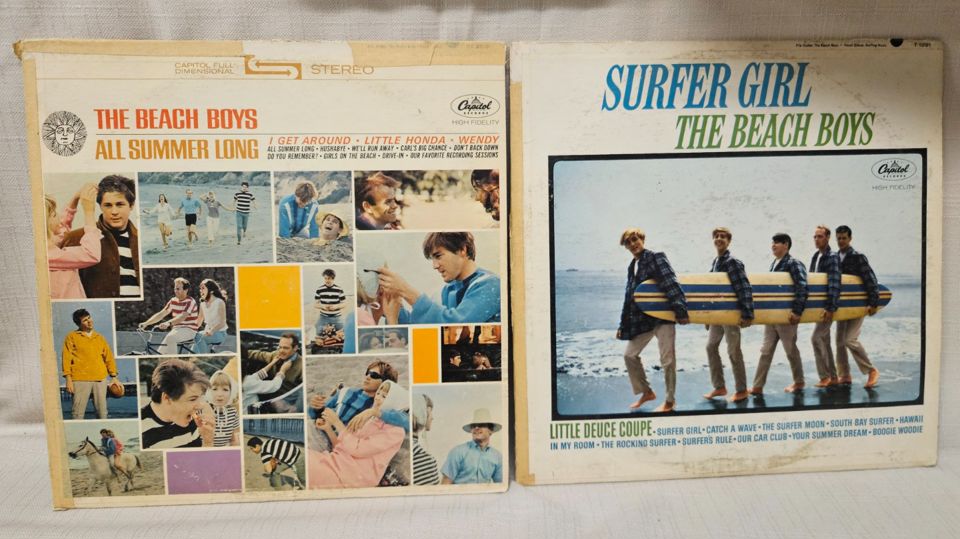 CAPITOL FULL
DIMENSIONAL
STEREO
THE BEACH BOYS
ALL SUMMER LONG
Capitol
RECORDS
HIGH FIDELITY
I GET AROUND • LITTLE HONDA • WENDY
ALL SUMMER LONG • HUSHABYE • WE'LL RUN AWAY • CARL'S BIG CHANCE • DON'T BACK DOWN
DO YOU REMEMBER? • GIRLS ON THE BEACH • DRIVE-IN • OUR FAVORITE RECORDING SESSIONS
SURFER GIRL
THE BEACH BOYS
Capitol
RECORDS
HIGH FIDELITY
LITTLE DEUCE COUPE • SURFER GIRL • CATCH A WAVE • THE SURFER MOON • SOUTH BAY SURFER • HAWAII
IN MY ROOM • THE ROCKING SURFER • SURFER'S RULE • OUR CAR CLUB • YOUR SUMMER DREAM • BOOGIE WOODIE